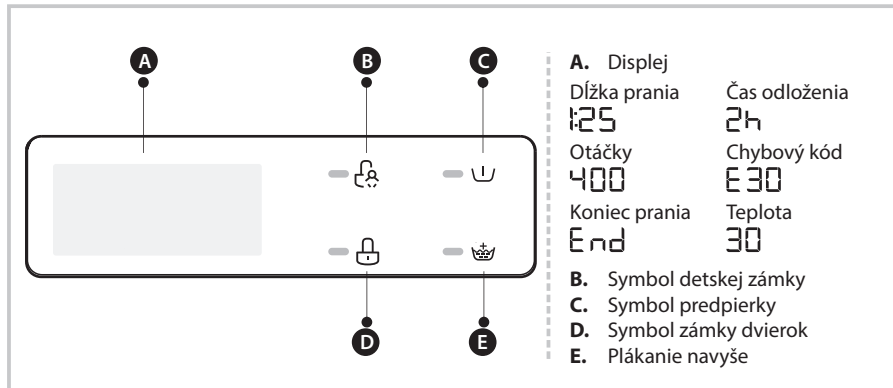 A
B
C
D
E
A. Displej
Dĺžka prania Čas odloženia
1:25 2h
Otáčky Chybový kód
400 E30
Koniec prania Teplota
End 30
B. Symbol detskej zámky
C. Symbol predpierky
D. Symbol zámky dvierok
E. Plákanie navyše